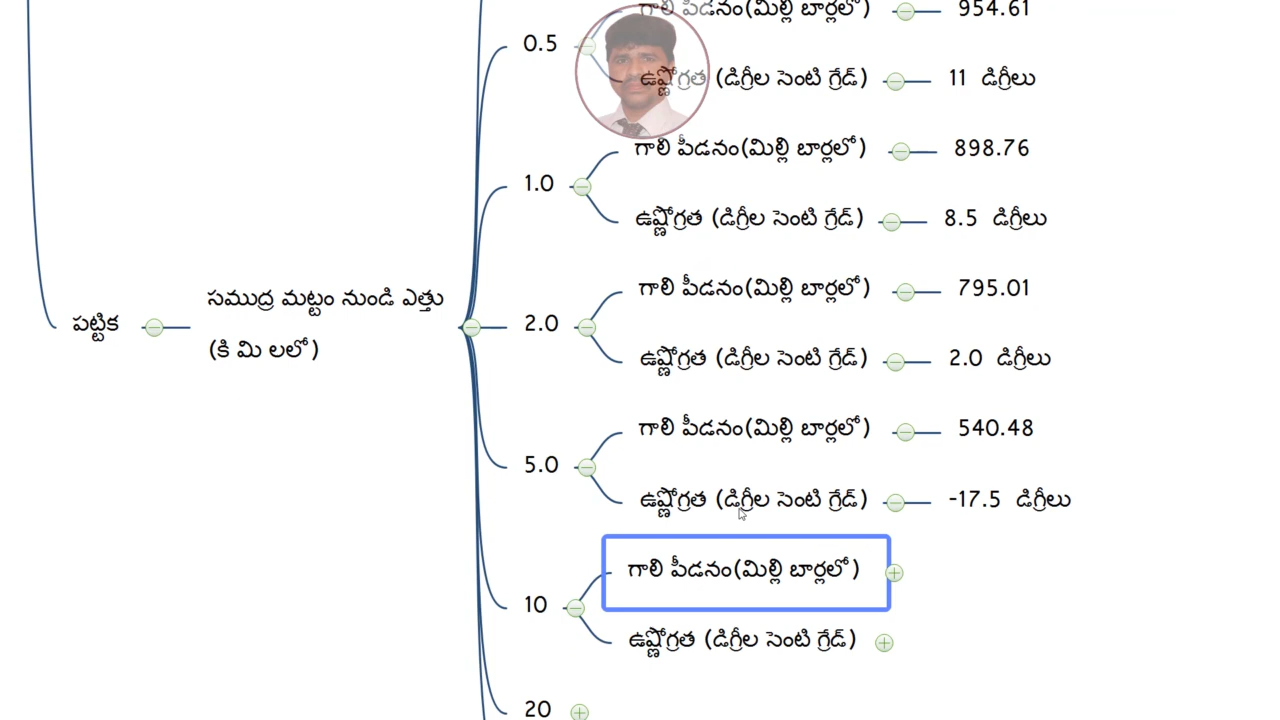 గాలి పీడనం(మిల్లి బార్లలో) 954.61
0.5
ఉష్ణోగ్రత (డిగ్రీల సెంటి గ్రేడ్) 11 డిగ్రీలు
గాలి పీడనం(మిల్లి బార్లలో) 898.76
1.0
ఉష్ణోగ్రత (డిగ్రీల సెంటి గ్రేడ్) 8.5 డిగ్రీలు
గాలి పీడనం(మిల్లి బార్లలో) 795.01
సముద్ర మట్టం నుండి ఎత్తు
పట్టిక
2.0
(కి మి లలో)
ఉష్ణోగ్రత (డిగ్రీల సెంటి గ్రేడ్) 2.0 డిగ్రీలు
గాలి పీడనం(మిల్లి బార్లలో) 540.48
5.0
ఉష్ణోగ్రత (డిగ్రీల సెంటి గ్రేడ్) -17.5 డిగ్రీలు
గాలి పీడనం(మిల్లి బార్లలో)
10
ఉష్ణోగ్రత (డిగ్రీల సెంటి గ్రేడ్)
20